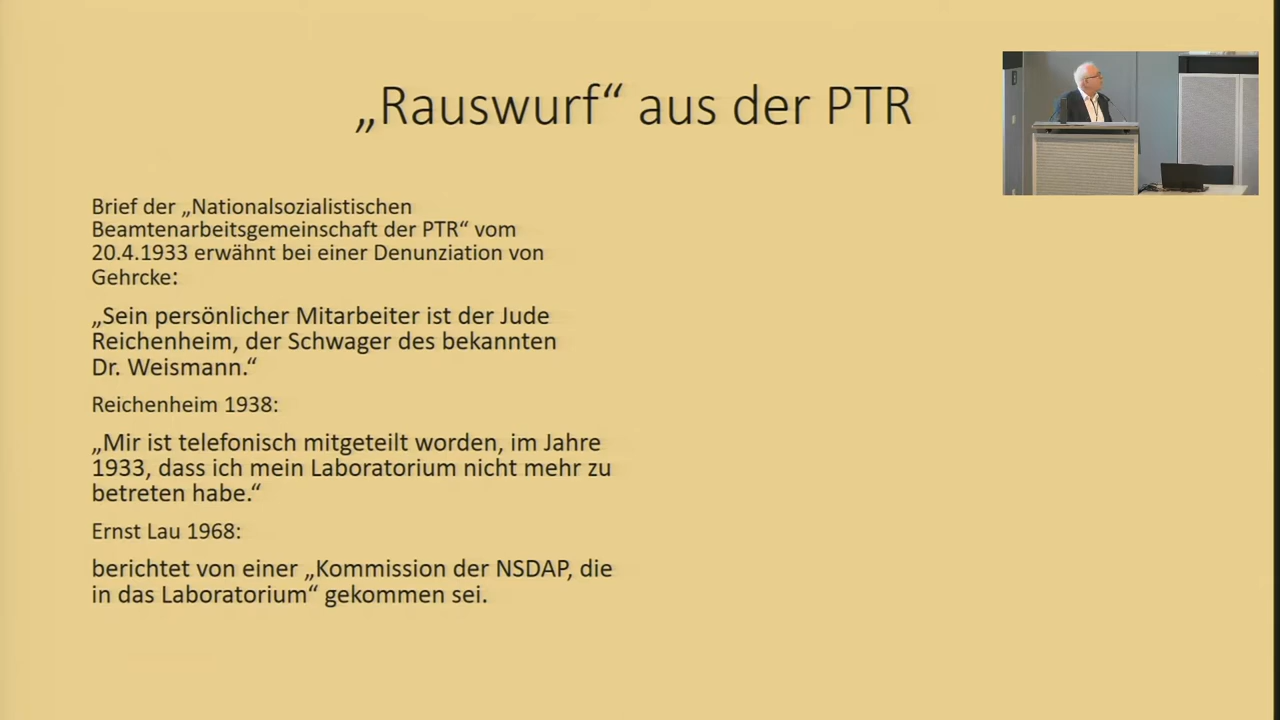 „Rauswurf“ aus der PTR
Brief der „Nationalsozialistischen
Beamtenarbeitsgemeinschaft der PTR“ vom
20.4.1933 erwähnt bei einer Denunziation von
Gehrcke:
„Sein persönlicher Mitarbeiter ist der Jude
Reichenheim, der Schwager des bekannten
Dr. Weismann.“
Reichenheim 1938:
„Mir ist telefonisch mitgeteilt worden, im Jahre
1933, dass ich mein Laboratorium nicht mehr zu
betreten habe.“
Ernst Lau 1968:
berichtet von einer „Kommission der NSDAP, die
in das Laboratorium“ gekommen sei.